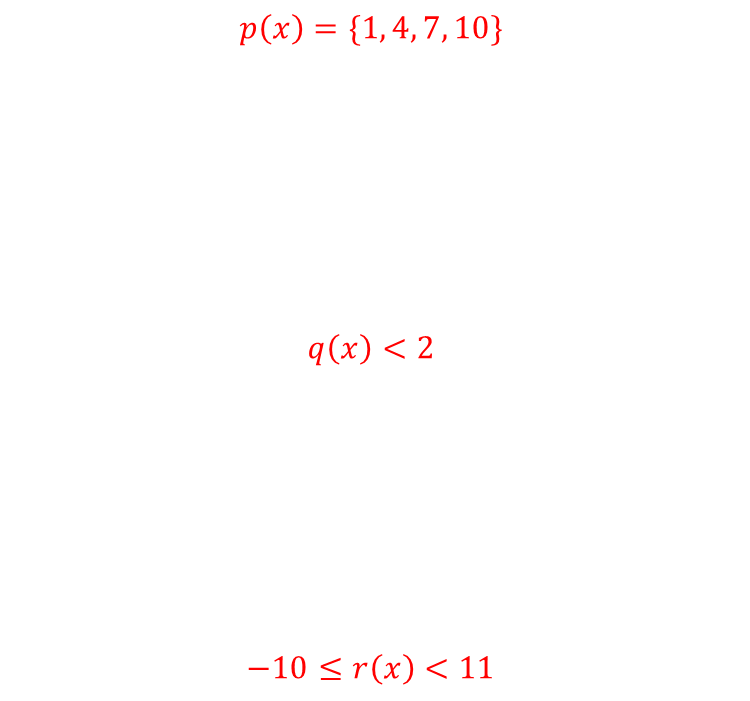 p(x) = {1, 4, 7, 10}
q(x) < 2
−10 ≤ r(x) < 11